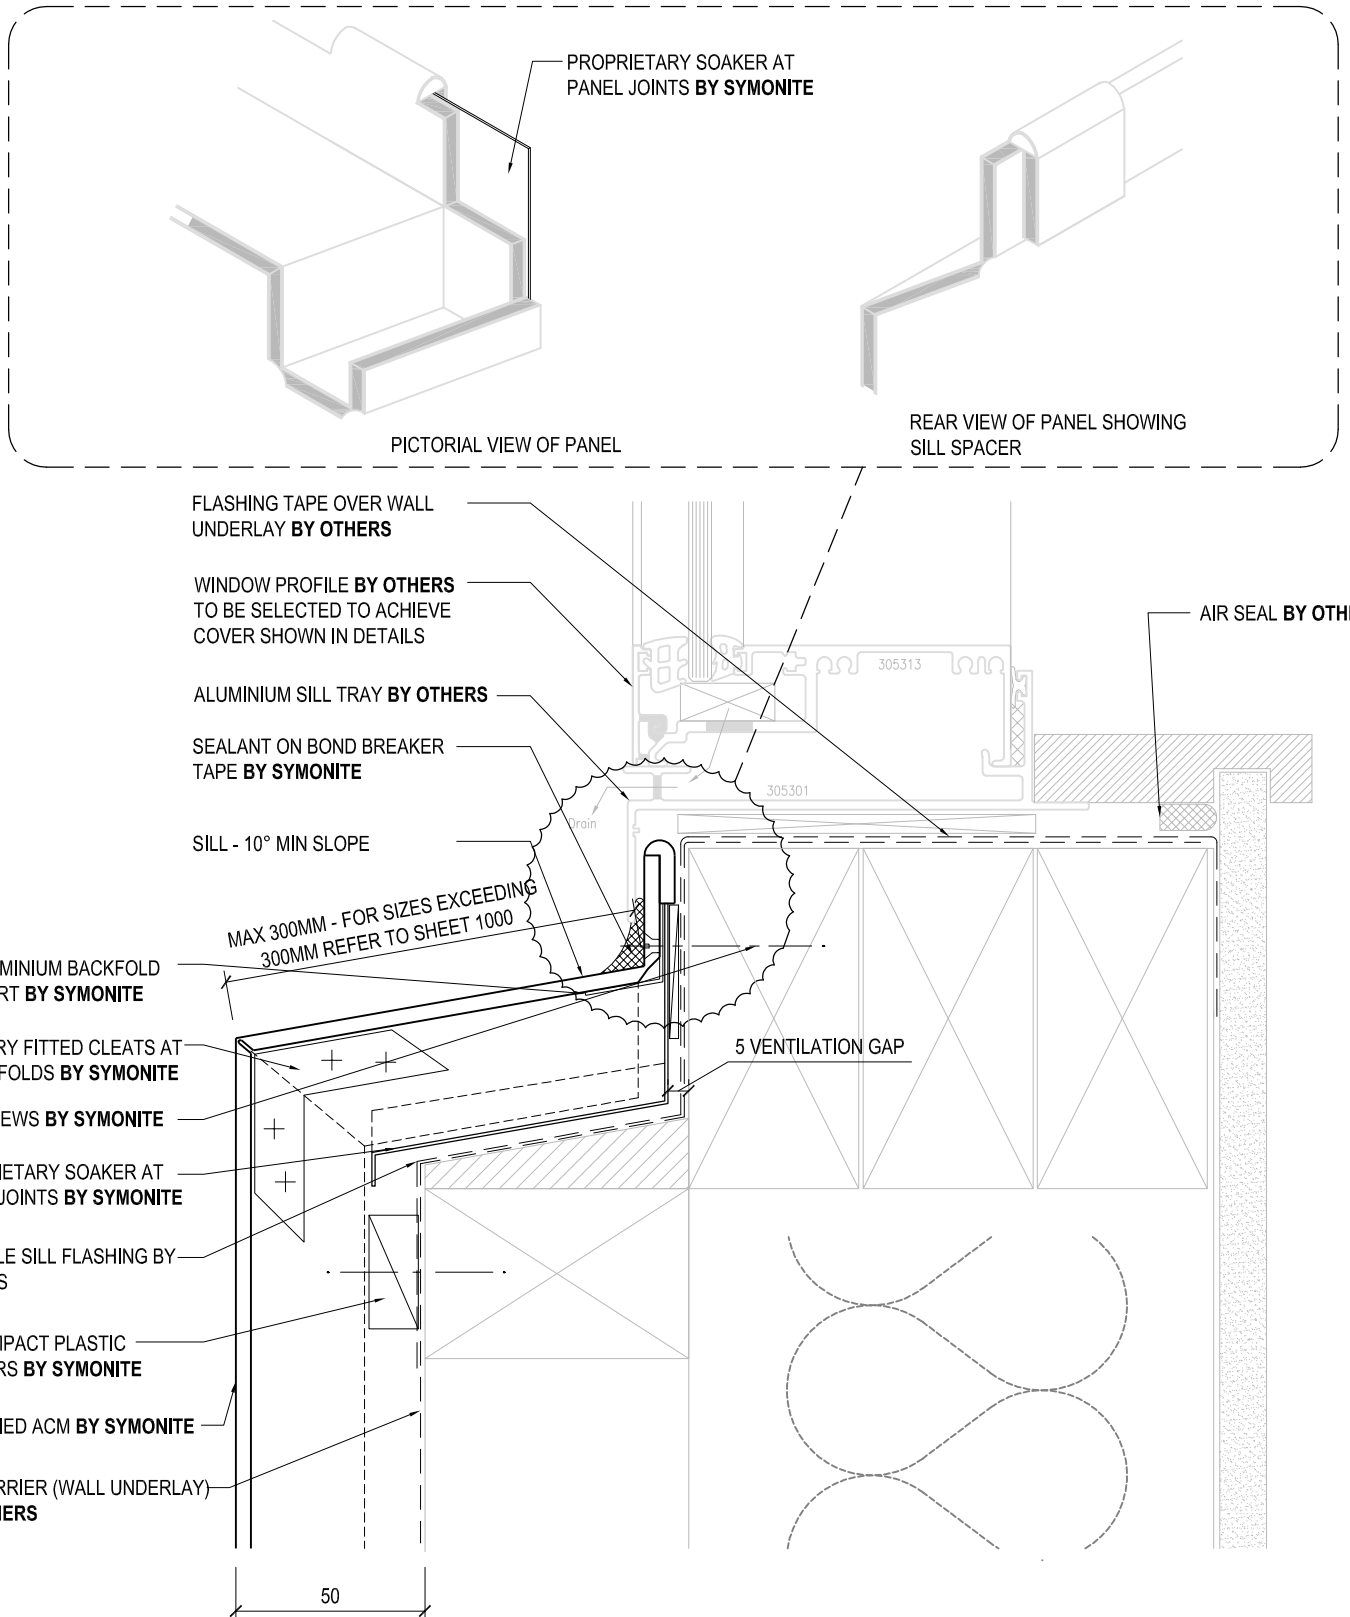 PROPRIETARY SOAKER AT
PANEL JOINTS BY SYMONITE
PICTORIAL VIEW OF PANEL
REAR VIEW OF PANEL SHOWING
SILL SPACER
FLASHING TAPE OVER WALL
UNDERLAY BY OTHERS
WINDOW PROFILE BY OTHERS
TO BE SELECTED TO ACHIEVE
COVER SHOWN IN DETAILS
AIR SEAL BY OTHE
305313
ALUMINIUM SILL TRAY BY OTHERS
SEALANT ON BOND BREAKER
TAPE BY SYMONITE
305301
Drain
SILL - 10° MIN SLOPE
MAX 300MM - FOR SIZES EXCEEDING
300MM REFER TO SHEET 1000
MINIUM BACKFOLD
RT BY SYMONITE
RY FITTED CLEATS AT
FOLDS BY SYMONITE
5 VENTILATION GAP
EWS BY SYMONITE
IETARY SOAKER AT
JOINTS BY SYMONITE
LE SILL FLASHING BY
S
MPACT PLASTIC
RS BY SYMONITE
IED ACM BY SYMONITE
RRIER (WALL UNDERLAY)
HERS
50